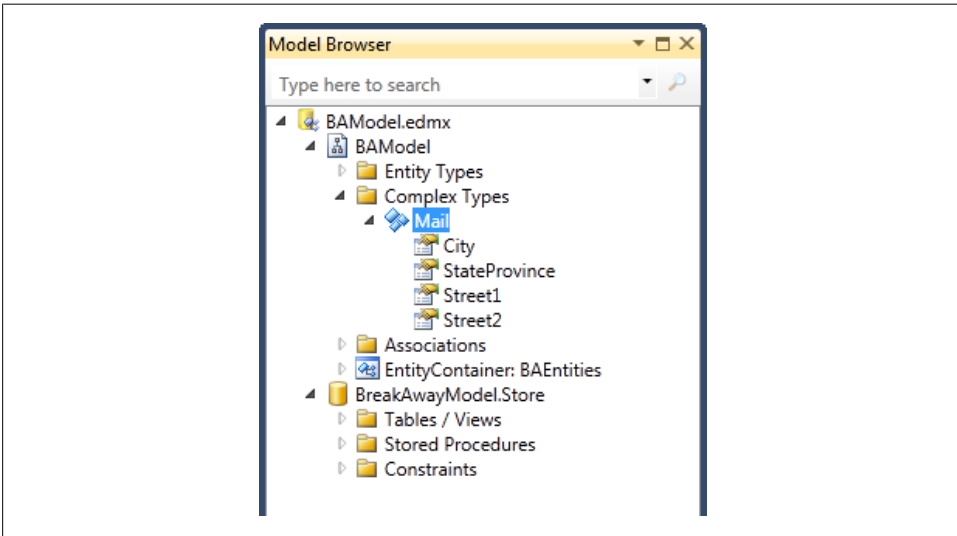 Model Browser
Type here to search
BAModel.edmx
BAModel
Entity Types
Complex Types
Mail
City
StateProvince
Street1
Street2
Associations
EntityContainer: BAEntities
BreakAwayModel.Store
Tables / Views
Stored Procedures
Constraints